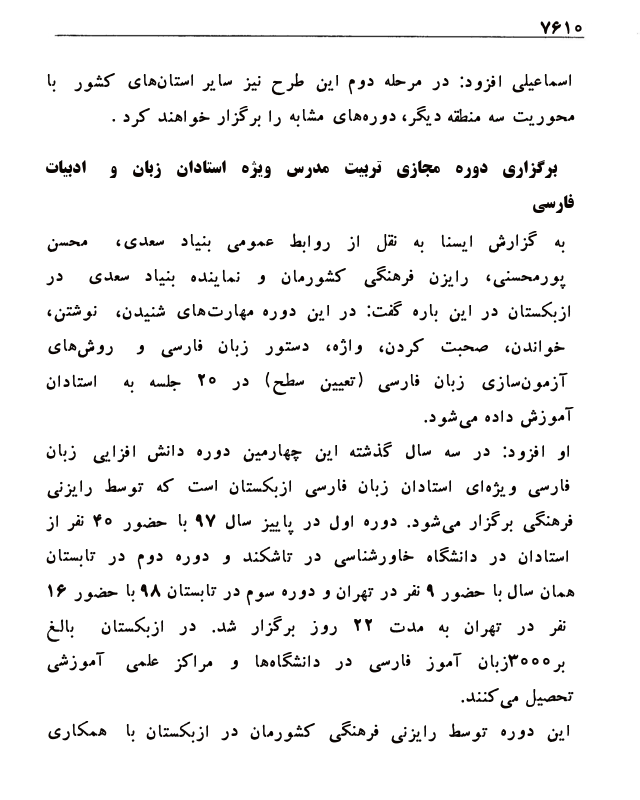 ۷۶۱۰
اسماعیلی افزود: در مرحله دوم این طرح نیز سایر استان‌های کشور با
محوریت سه منطقه دیگر، دوره‌های مشابه را برگزار خواهند کرد .
برگزاری دوره مجازی تربیت مدرس ویژه استادان زبان و ادبیات
فارسی
به گزارش ایسنا به نقل از روابط عمومی بنیاد سعدی، محسن
پورمحسنی، رایزن فرهنگی کشورمان و نماینده بنیاد سعدی در
ازبکستان در این باره گفت: در این دوره مهارت‌های شنیدن، نوشتن،
خواندن، صحبت کردن، واژه، دستور زبان فارسی و روش‌های
آزمون‌سازی زبان فارسی (تعیین سطح) در ۲۰ جلسه به استادان
آموزش داده می‌شود.
او افزود: در سه سال گذشته این چهارمین دوره دانش افزایی زبان
فارسی ویژه‌ای استادان زبان فارسی ازبکستان است که توسط رایزنی
فرهنگی برگزار می‌شود. دوره اول در پاییز سال ۹۷ با حضور ۴۰ نفر از
استادان در دانشگاه خاورشناسی در تاشکند و دوره دوم در تابستان
همان سال با حضور ۹ نفر در تهران و دوره سوم در تابستان ۹۸ با حضور ۱۶
نفر در تهران به مدت ۲۲ روز برگزار شد. در ازبکستان بالغ
بر۳۰۰۰زبان آموز فارسی در دانشگاه‌ها و مراکز علمی آموزشی
تحصیل می‌کنند.
این دوره توسط رایزنی فرهنگی کشورمان در ازبکستان با همکاری